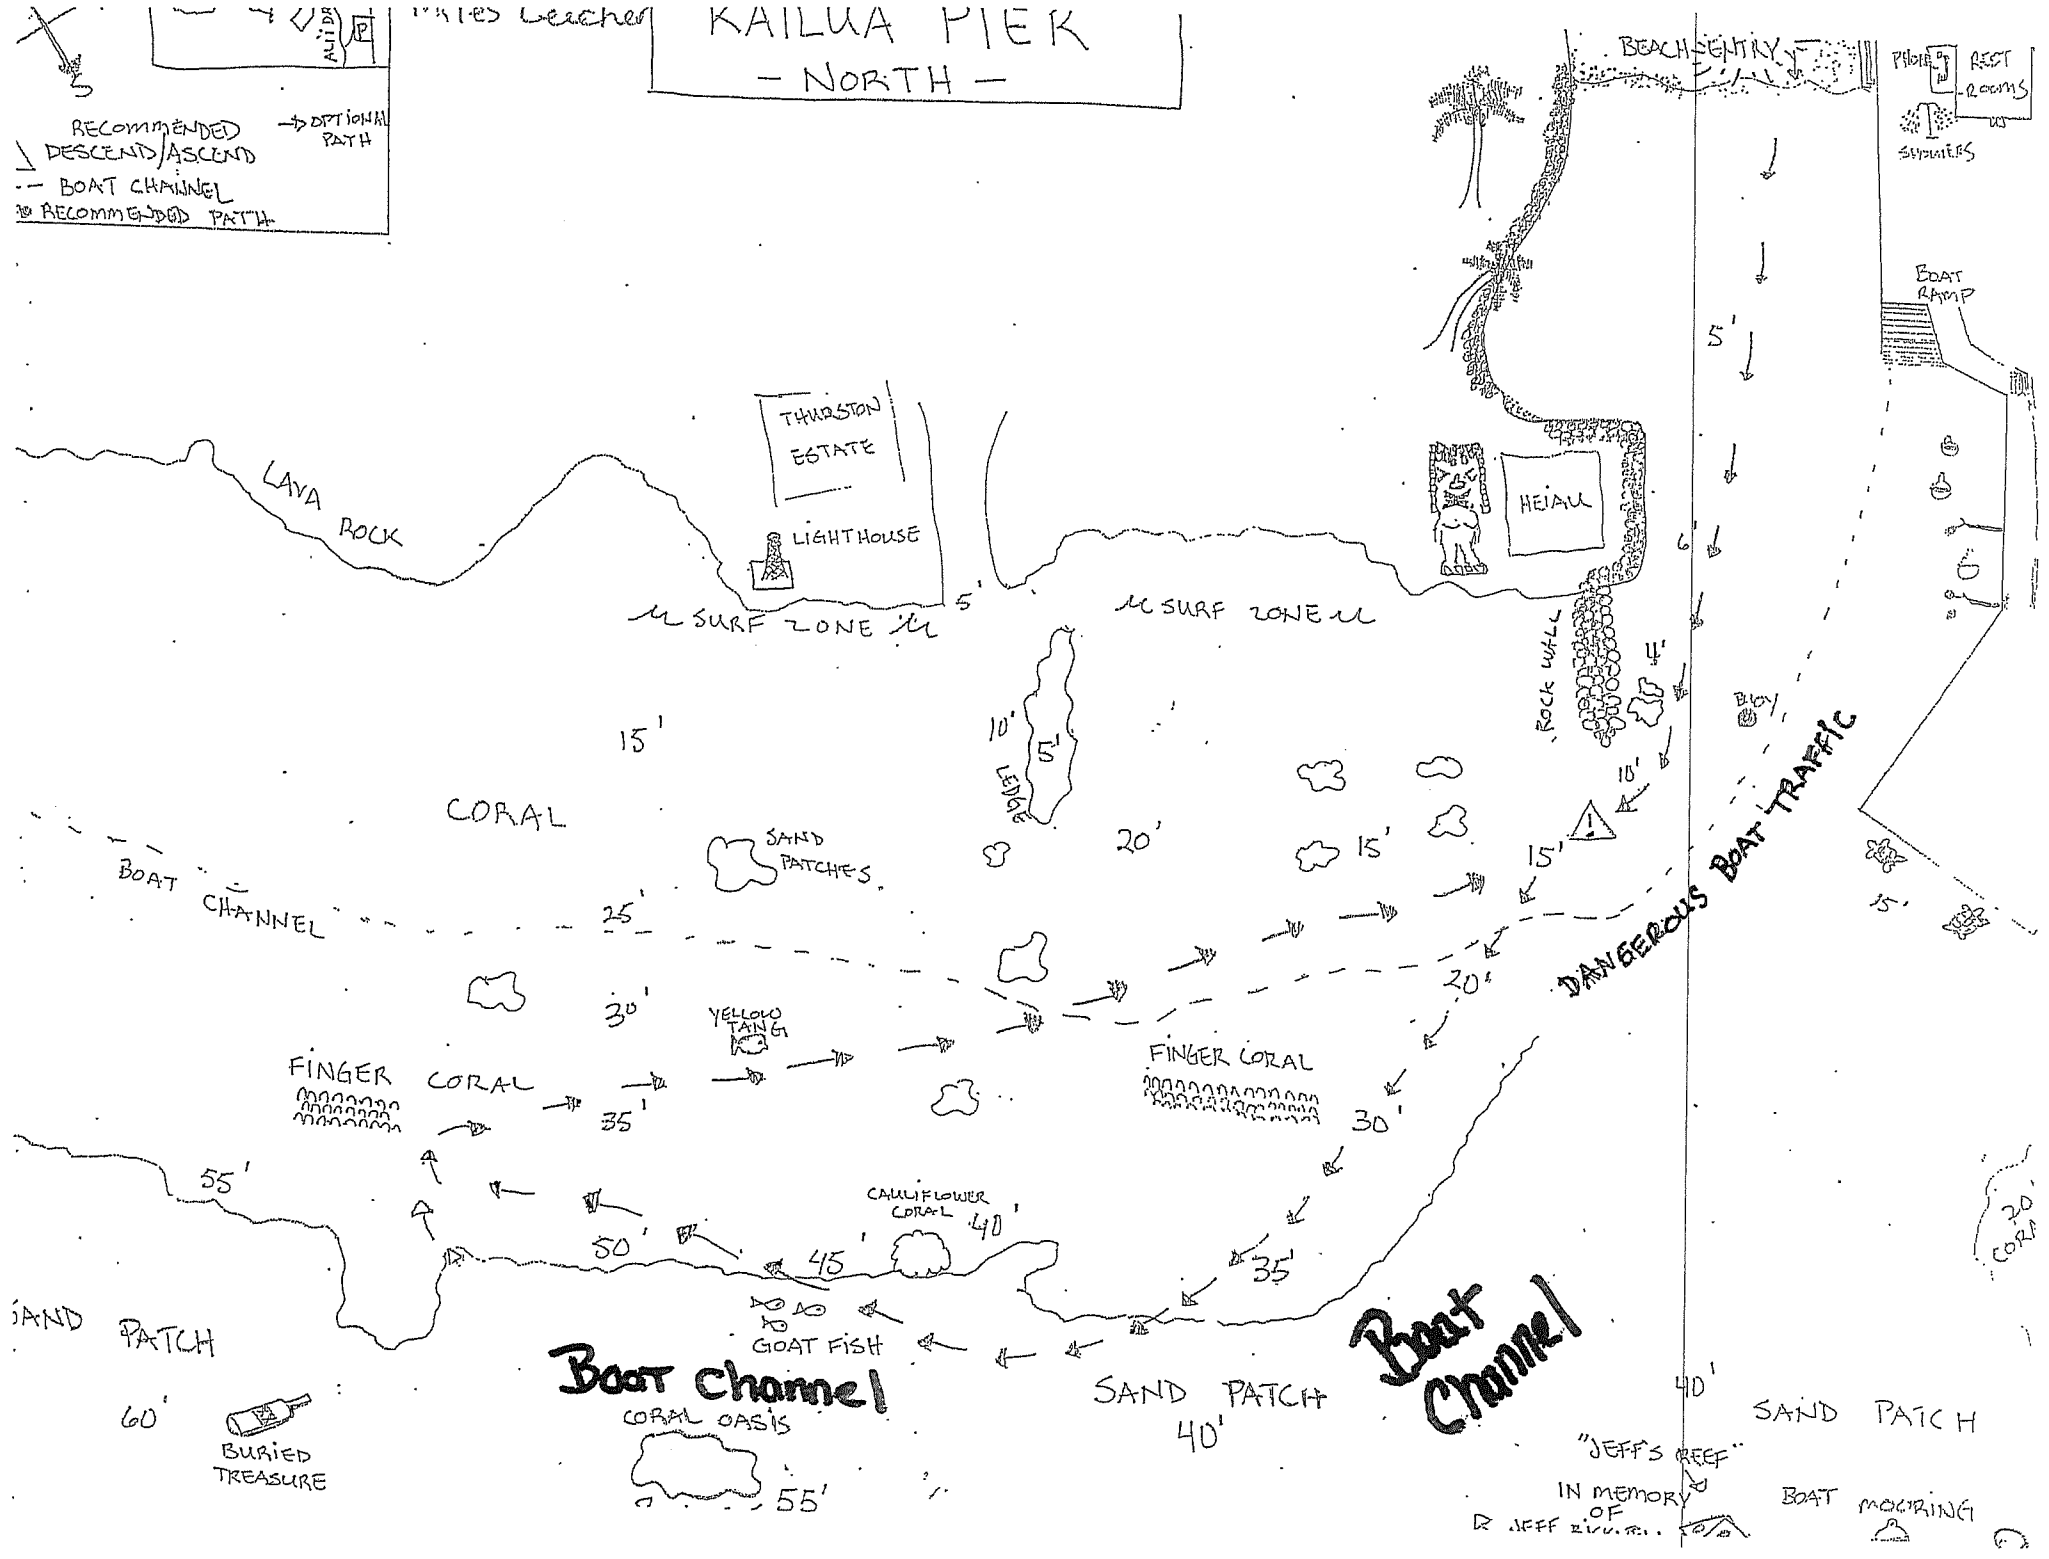 Miles Leicher
KAILUA PIER
- NORTH -
ALII DR
P
S
RECOMMENDED
DESCEND/ASCEND
→ OPTIONAL
PATH
-- BOAT CHANNEL
RECOMMENDED PATH
BEACH ENTRY
PHONE
REST
ROOMS
SHOWERS
BOAT
RAMP
5'
THURSTON
ESTATE
LIGHTHOUSE
HEIAU
LAVA
ROCK
6'
5'
SURF ZONE
SURF ZONE
ROCK WALL
BUOY
15'
10'
5'
LEDGE
10'
CORAL
SAND
PATCHES
20'
15'
15'
!
DANGEROUS BOAT TRAFFIC
15'
BOAT
CHANNEL
25'
20'
30'
YELLOW
TANG
FINGER CORAL
FINGER CORAL
35'
30'
55'
CAULIFLOWER
CORAL
40'
50'
45'
35'
20'
SAND PATCH
GOAT FISH
Boat Channel
Boat
Channel
60'
BURIED
TREASURE
CORAL OASIS
55'
SAND PATCH
40'
40'
SAND PATCH
"JEFF'S REEF"
IN MEMORY
OF
JEFF
BOAT MOORING